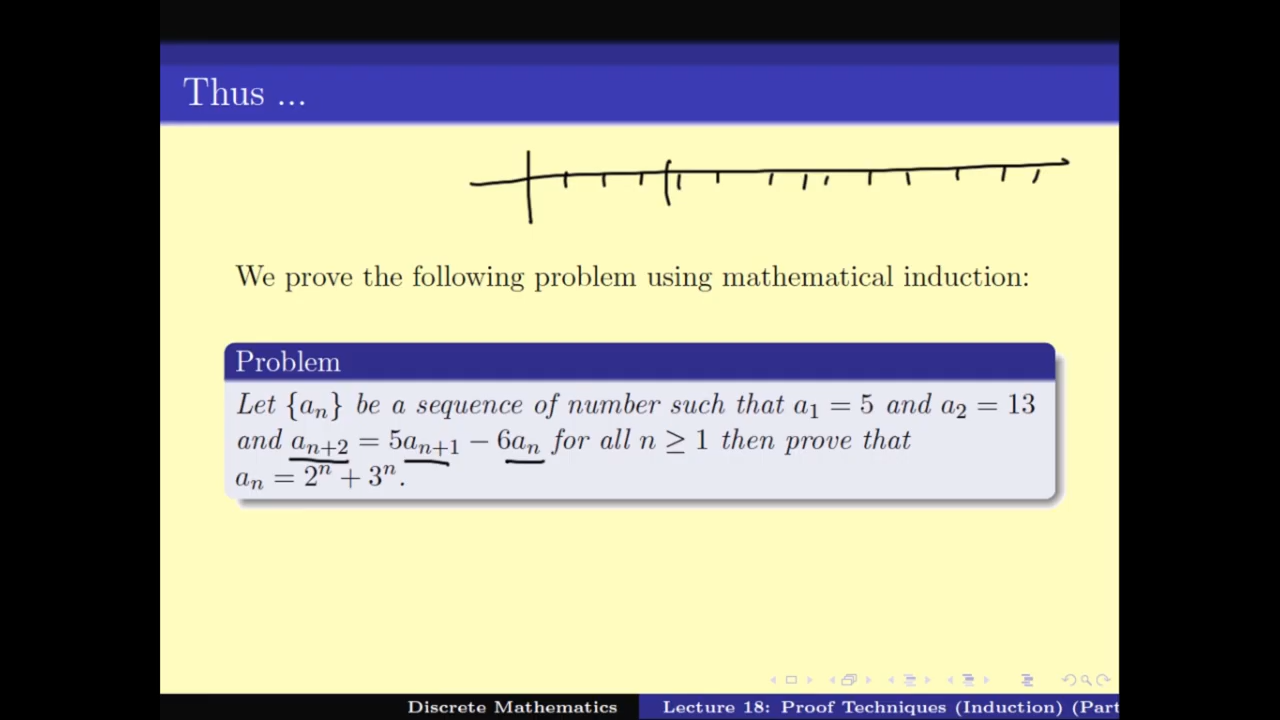 Thus ...
We prove the following problem using mathematical induction:
Problem
Let {aₙ} be a sequence of number such that a₁ = 5 and a₂ = 13
and aₙ₊₂ = 5aₙ₊₁ − 6aₙ for all n ≥ 1 then prove that
aₙ = 2ⁿ + 3ⁿ.
Discrete Mathematics Lecture 18: Proof Techniques (Induction) (Part